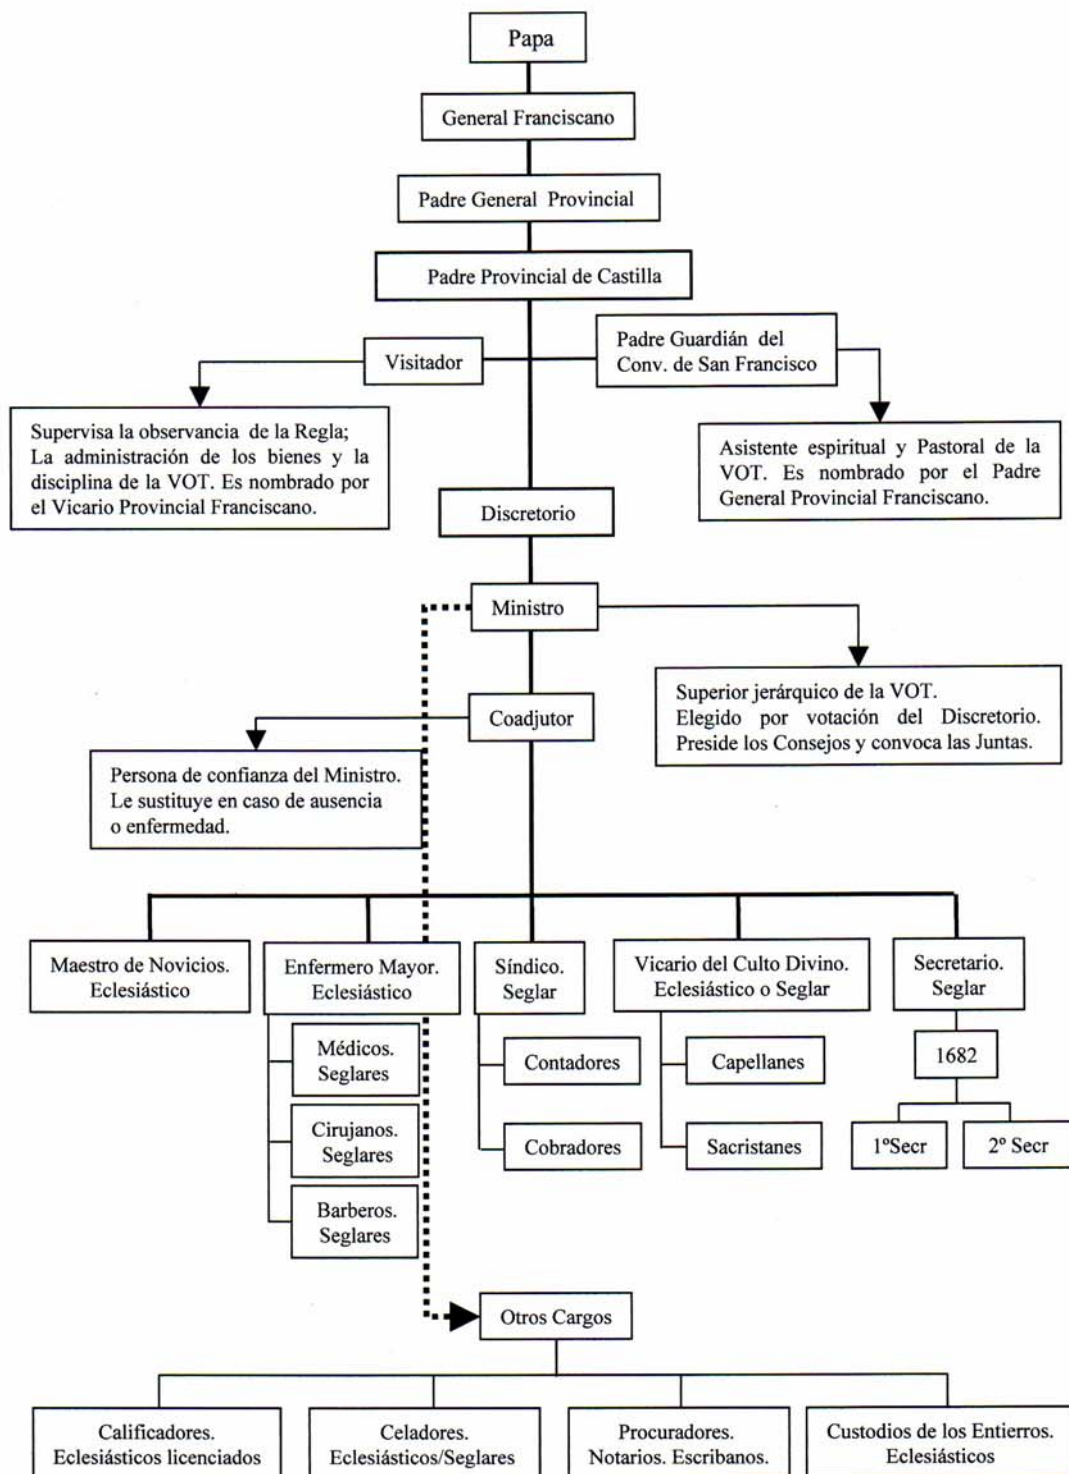 Papa
General Franciscano
Padre General Provincial
Padre Provincial de Castilla
Visitador
Padre Guardián del
Conv. de San Francisco
Supervisa la observancia de la Regla;
La administración de los bienes y la
disciplina de la VOT. Es nombrado por
el Vicario Provincial Franciscano.
Asistente espiritual y Pastoral de la
VOT. Es nombrado por el Padre
General Provincial Franciscano.
Discretorio
Ministro
Superior jerárquico de la VOT.
Elegido por votación del Discretorio.
Preside los Consejos y convoca las Juntas.
Coadjutor
Persona de confianza del Ministro.
Le sustituye en caso de ausencia
o enfermedad.
Maestro de Novicios.
Eclesiástico
Enfermero Mayor.
Eclesiástico
Síndico.
Seglar
Vicario del Culto Divino.
Eclesiástico o Seglar
Secretario.
Seglar
Médicos.
Seglares
Cirujanos.
Seglares
Barberos.
Seglares
Contadores
Cobradores
Capellanes
Sacristanes
1682
1ºSecr
2º Secr
Otros Cargos
Calificadores.
Eclesiásticos licenciados
Celadores.
Eclesiásticos/Seglares
Procuradores.
Notarios. Escribanos.
Custodios de los Entierros.
Eclesiásticos